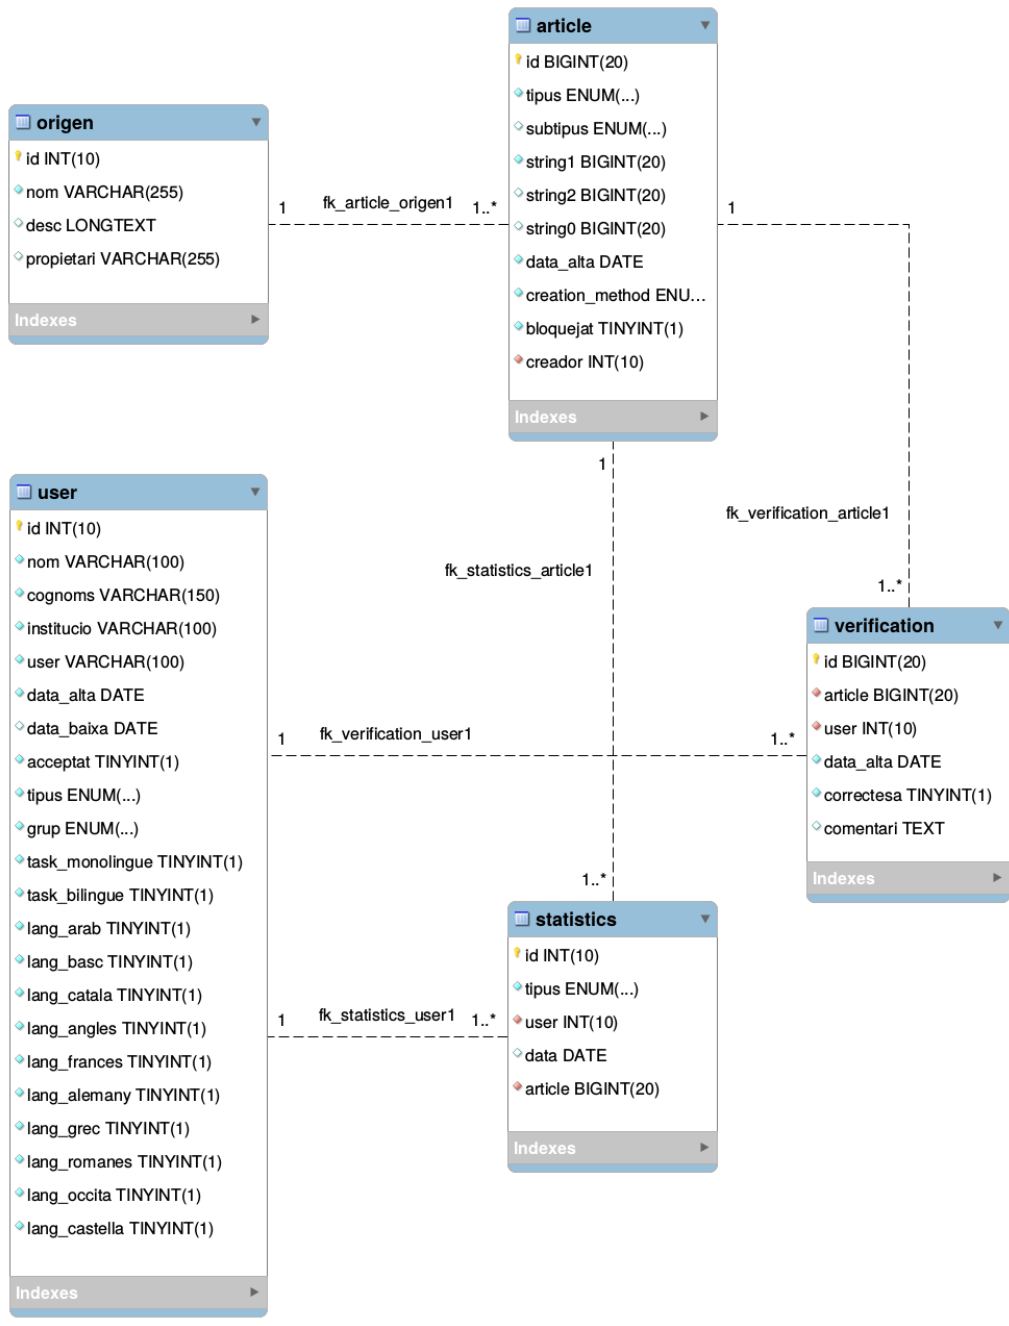 article
id BIGINT(20)
tipus ENUM(...)
subtipus ENUM(...)
string1 BIGINT(20)
string2 BIGINT(20)
string0 BIGINT(20)
data_alta DATE
creation_method ENU...
bloquejat TINYINT(1)
creador INT(10)
Indexes
origen
id INT(10)
nom VARCHAR(255)
desc LONGTEXT
propietari VARCHAR(255)
Indexes
1 fk_article_origen1 1..*
1
fk_verification_article1
1..*
1
fk_statistics_article1
1..*
user
id INT(10)
nom VARCHAR(100)
cognoms VARCHAR(150)
institucio VARCHAR(100)
user VARCHAR(100)
data_alta DATE
data_baixa DATE
acceptat TINYINT(1)
tipus ENUM(...)
grup ENUM(...)
task_monolingue TINYINT(1)
task_bilingue TINYINT(1)
lang_arab TINYINT(1)
lang_basc TINYINT(1)
lang_catala TINYINT(1)
lang_angles TINYINT(1)
lang_frances TINYINT(1)
lang_alemany TINYINT(1)
lang_grec TINYINT(1)
lang_romanes TINYINT(1)
lang_occita TINYINT(1)
lang_castella TINYINT(1)
Indexes
1 fk_verification_user1 1..*
verification
id BIGINT(20)
article BIGINT(20)
user INT(10)
data_alta DATE
correctesa TINYINT(1)
comentari TEXT
Indexes
1 fk_statistics_user1 1..*
statistics
id INT(10)
tipus ENUM(...)
user INT(10)
data DATE
article BIGINT(20)
Indexes